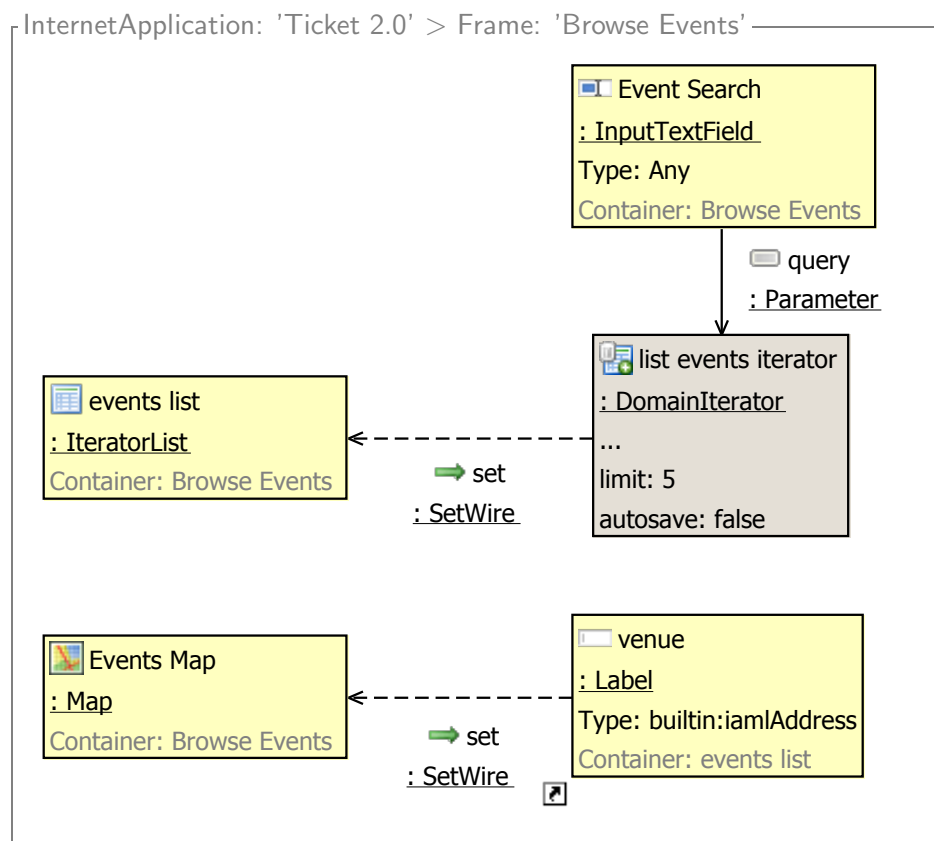 InternetApplication: 'Ticket 2.0' > Frame: 'Browse Events'
Event Search
: InputTextField
Type: Any
Container: Browse Events
query
: Parameter
list events iterator
: DomainIterator
...
limit: 5
autosave: false
events list
: IteratorList
Container: Browse Events
set
: SetWire
Events Map
: Map
Container: Browse Events
set
: SetWire
venue
: Label
Type: builtin:iamlAddress
Container: events list